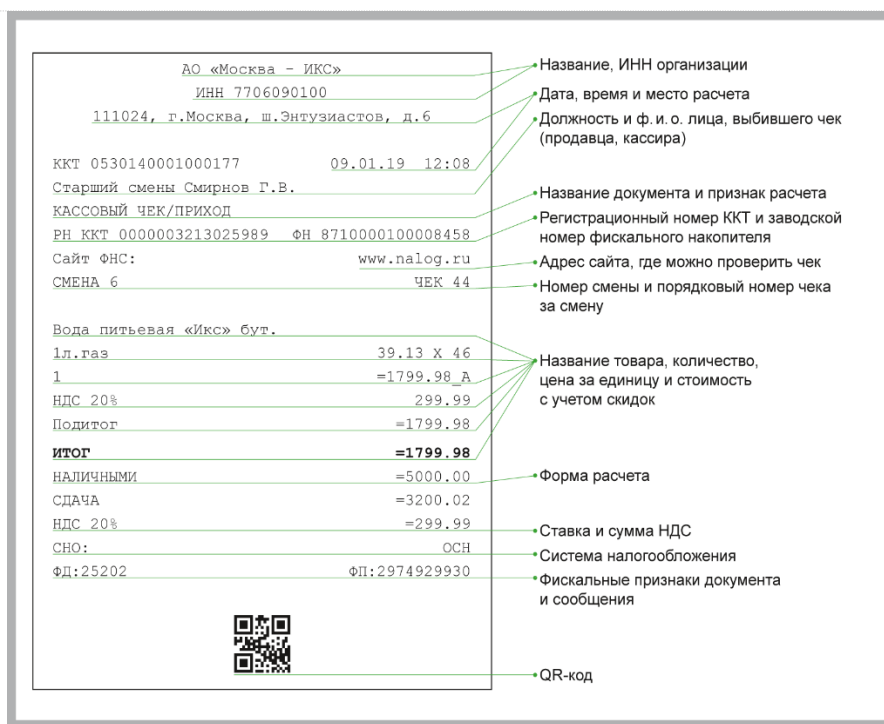 АО «Москва - ИКС»
ИНН 7706090100
111024, г.Москва, ш.Энтузиастов, д.6
ККТ 0530140001000177 09.01.19 12:08
Старший смены Смирнов Г.В.
КАССОВЫЙ ЧЕК/ПРИХОД
РН ККТ 0000003213025989 ФН 8710000100008458
Сайт ФНС: www.nalog.ru
СМЕНА 6 ЧЕК 44
Вода питьевая «Икс» бут.
1л.газ 39.13 X 46
1 =1799.98_А
НДС 20% 299.99
Подитог =1799.98
ИТОГ =1799.98
НАЛИЧНЫМИ =5000.00
СДАЧА =3200.02
НДС 20% =299.99
СНО: ОСН
ФД:25202 ФП:2974929930
Название, ИНН организации
Дата, время и место расчета
Должность и ф. и. о. лица, выбившего чек
(продавца, кассира)
Название документа и признак расчета
Регистрационный номер ККТ и заводской
номер фискального накопителя
Адрес сайта, где можно проверить чек
Номер смены и порядковый номер чека
за смену
Название товара, количество,
цена за единицу и стоимость
с учетом скидок
Форма расчета
Ставка и сумма НДС
Система налогообложения
Фискальные признаки документа
и сообщения
QR-код